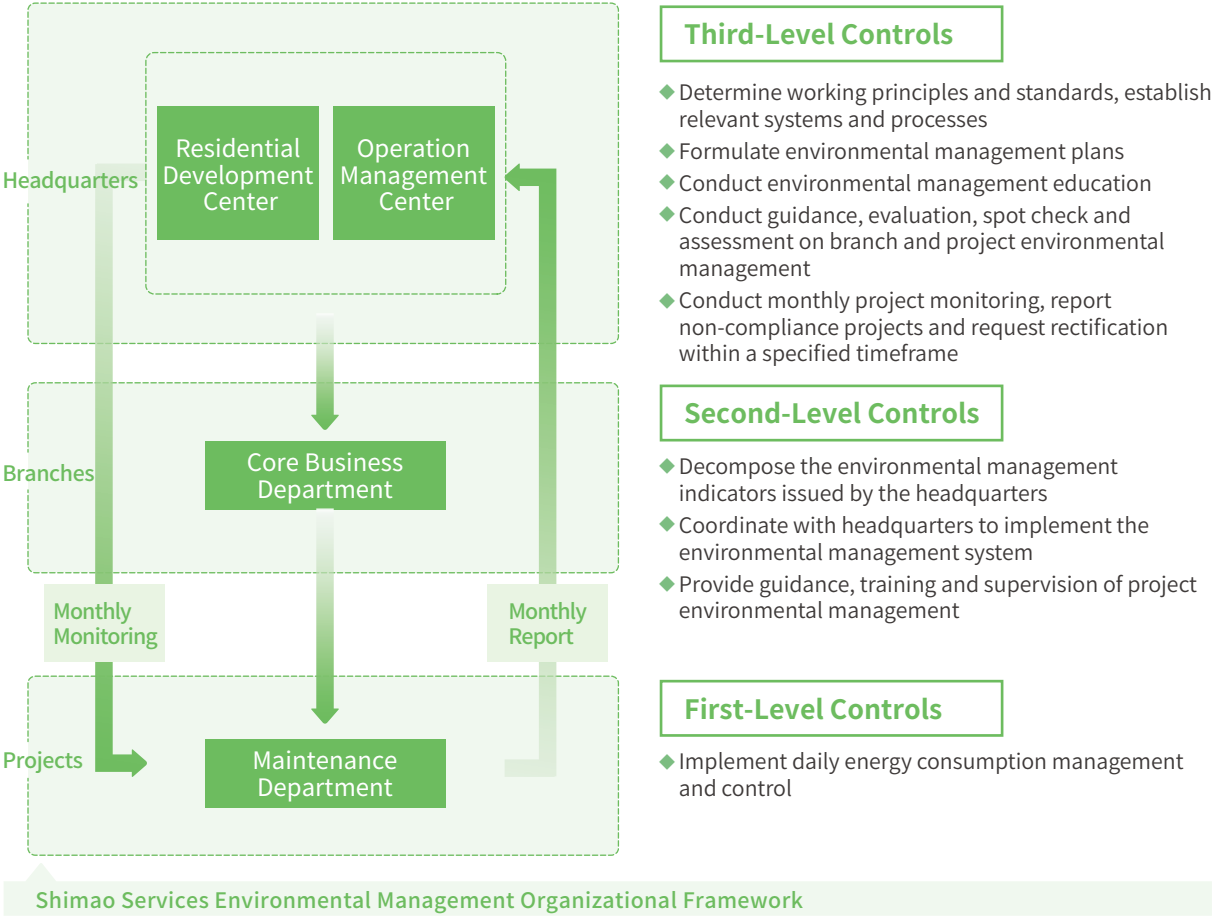 Headquarters
Residential
Development
Center
Operation
Management
Center
Branches
Core Business
Department
Monthly
Monitoring
Monthly
Report
Projects
Maintenance
Department
Third-Level Controls
Determine working principles and standards, establish
relevant systems and processes
Formulate environmental management plans
Conduct environmental management education
Conduct guidance, evaluation, spot check and
assessment on branch and project environmental
management
Conduct monthly project monitoring, report
non-compliance projects and request rectification
within a specified timeframe
Second-Level Controls
Decompose the environmental management
indicators issued by the headquarters
Coordinate with headquarters to implement the
environmental management system
Provide guidance, training and supervision of project
environmental management
First-Level Controls
Implement daily energy consumption management
and control
Shimao Services Environmental Management Organizational Framework